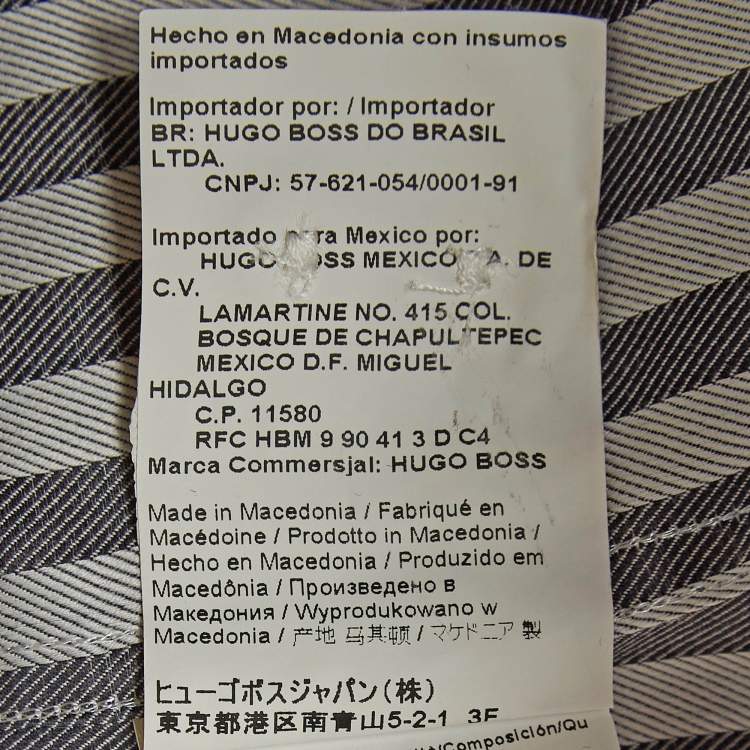 Hecho en Macedonia con insumos
importados
Importador por: / Importador
BR: HUGO BOSS DO BRASIL
LTDA.
CNPJ: 57-621-054/0001-91
Importado para Mexico por:
HUGO BOSS MEXICO DE
C.V.
LAMARTINE NO. 415 COL.
BOSQUE DE CHAPULTEPEC
MEXICO D.F. MIGUEL
HIDALGO
C.P. 11580
RFC HBM 9 90 41 3 D C4
Marca Commersjal: HUGO BOSS
Made in Macedonia / Fabriqué en
Macédoine / Prodotto in Macedonia /
Hecho en Macedonia / Produzido em
Macedônia / Произведено в
Македония / Wyprodukowano w
Macedonia / 产地 马其顿 / マケドニア 製
ヒューゴボスジャパン(株)
東京都港区南青山5-2-1 3F
/Composición/Qu